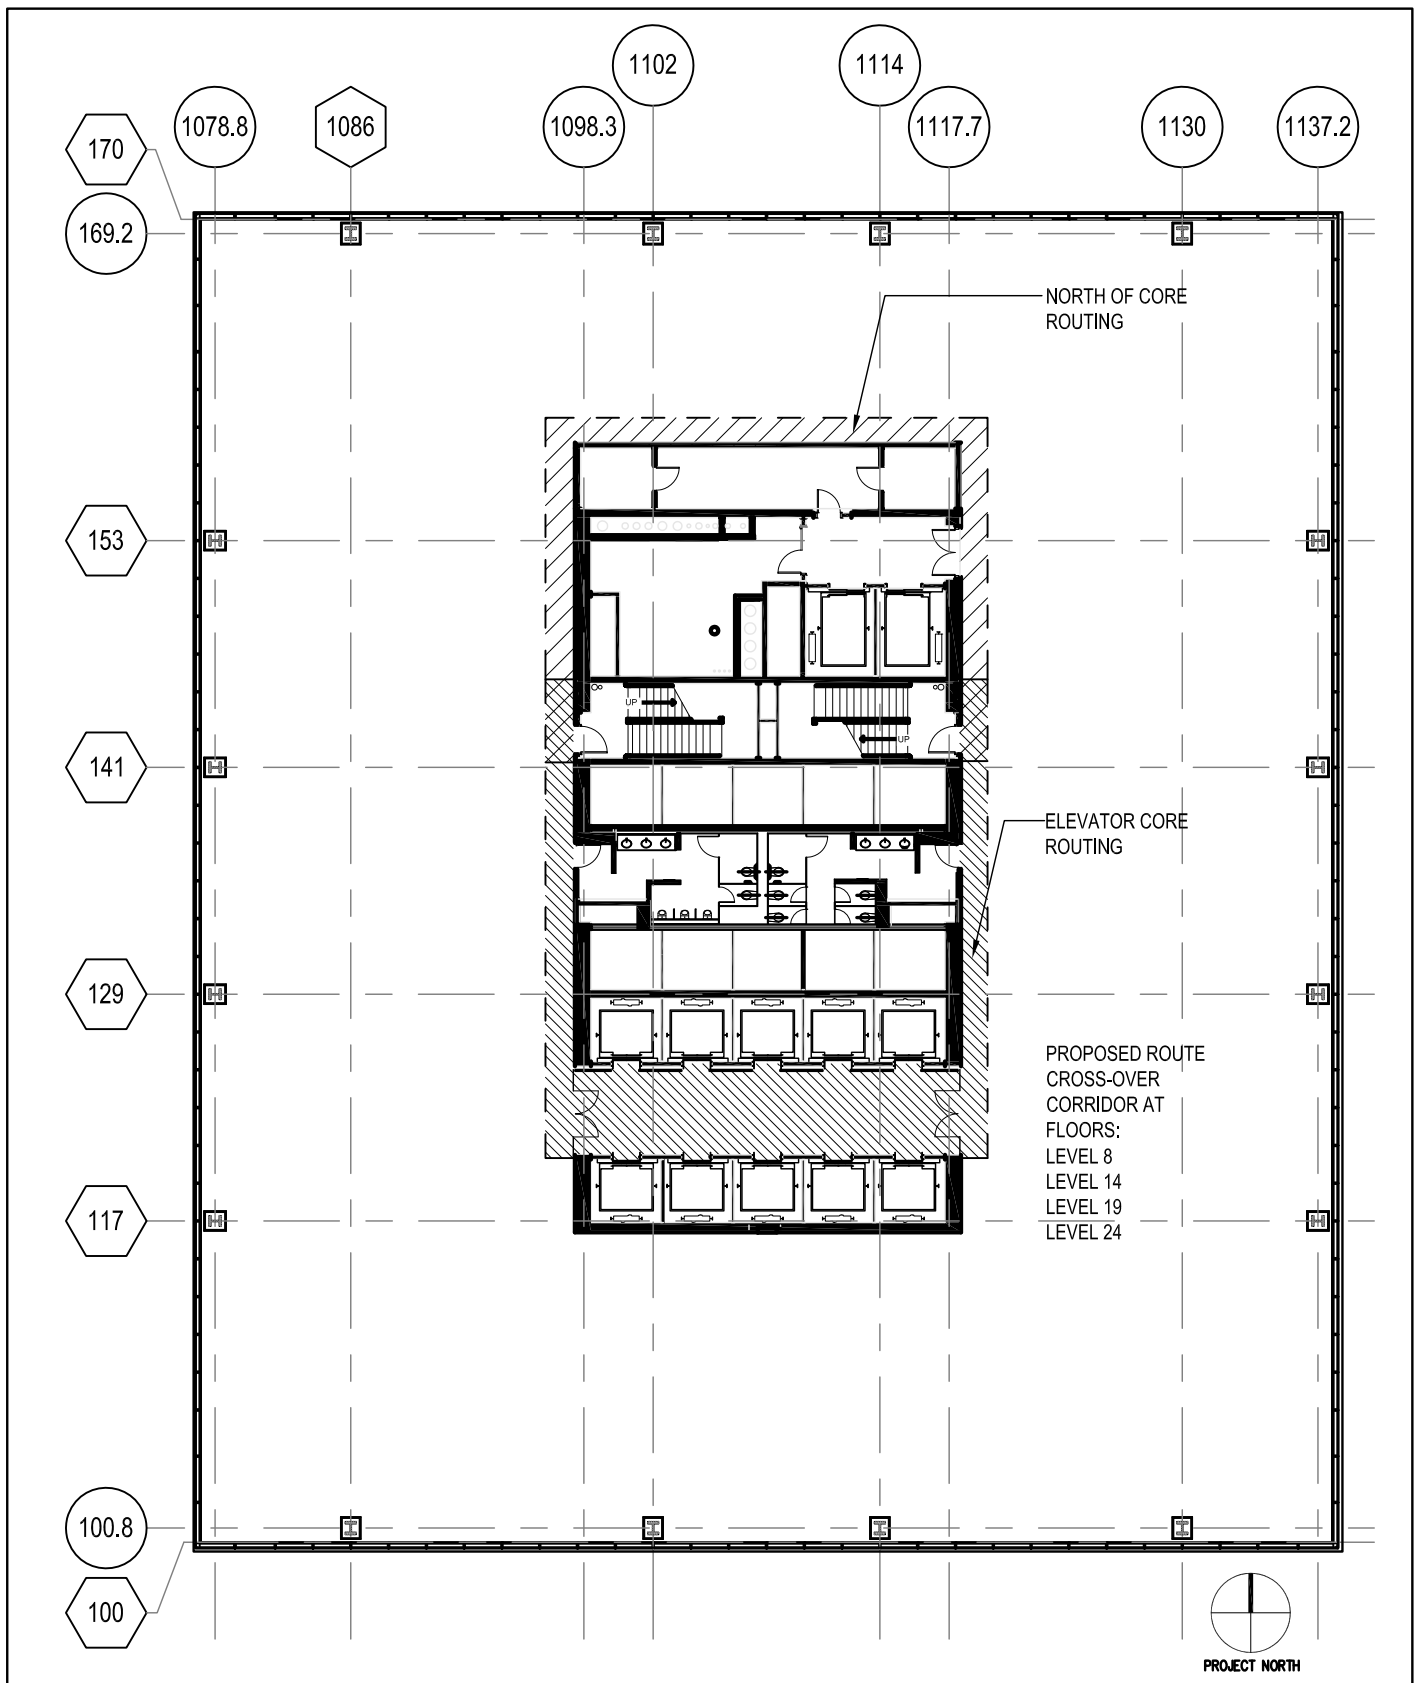 1102
1114
1078.8
1086
1098.3
1117.7
1130
1137.2
170
169.2
NORTH OF CORE
ROUTING
153
UP
UP
141
ELEVATOR CORE
ROUTING
129
PROPOSED ROUTE
CROSS-OVER
CORRIDOR AT
FLOORS:
LEVEL 8
LEVEL 14
LEVEL 19
LEVEL 24
117
100.8
100
PROJECT NORTH